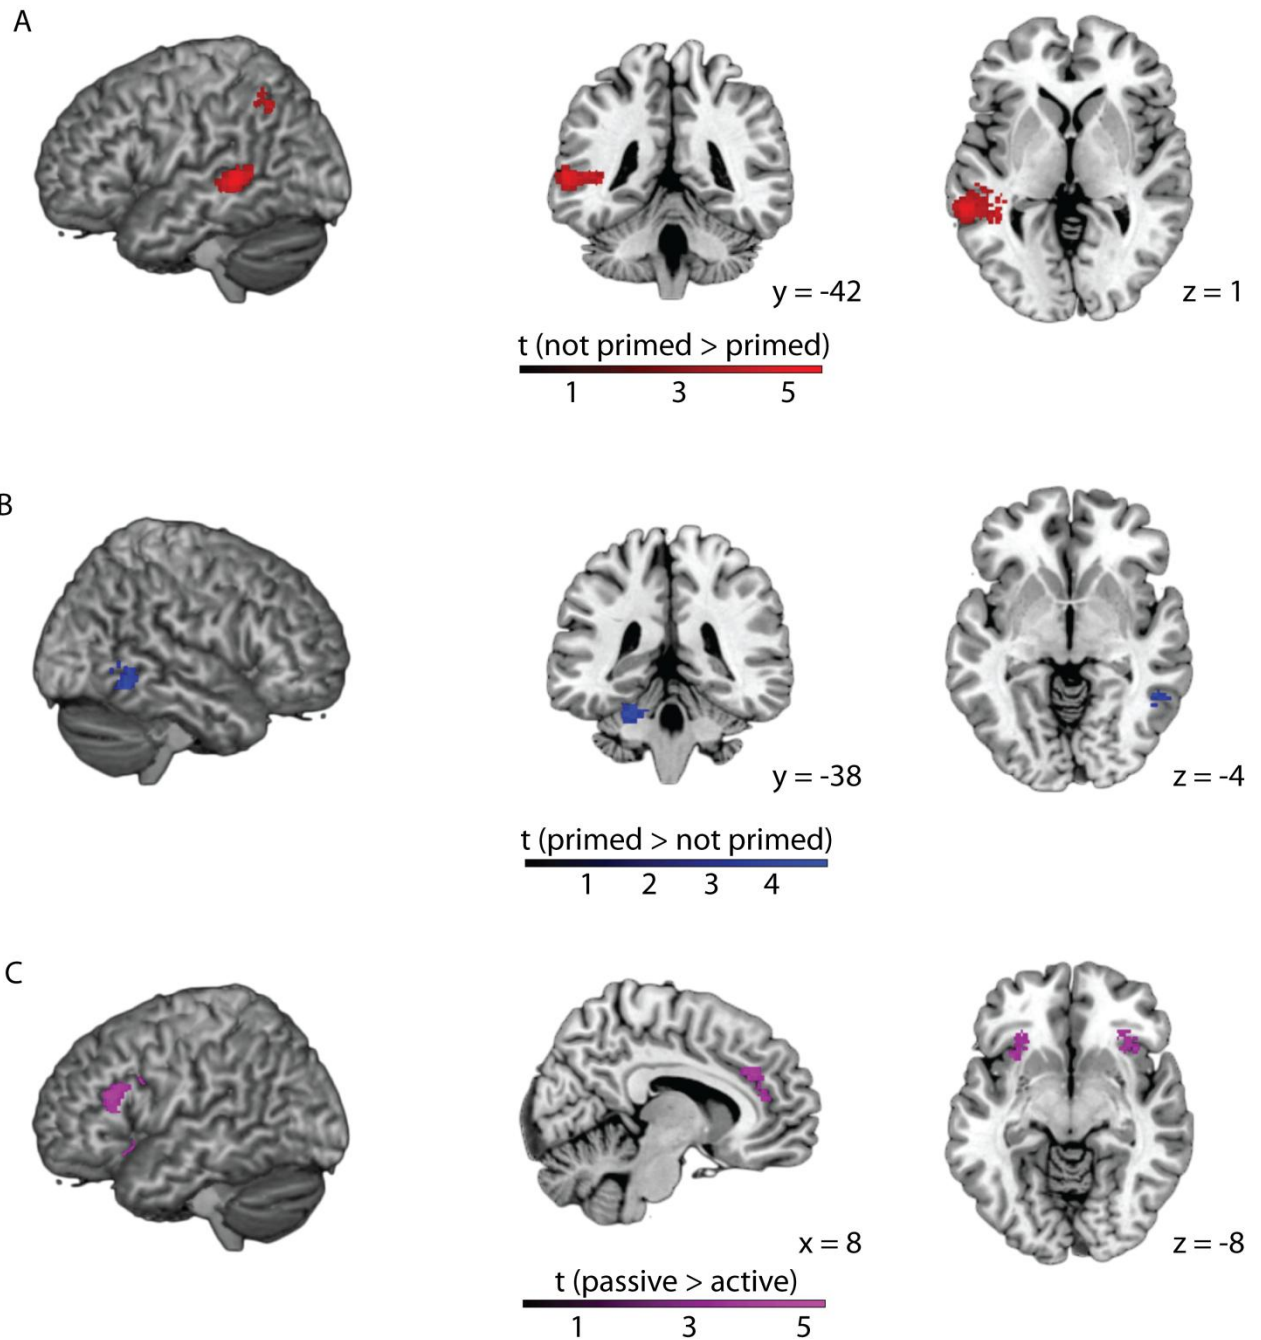 A
y = -42
z = 1
t (not primed > primed)
1 3 5
B
y = -38
z = -4
t (primed > not primed)
1 2 3 4
C
x = 8
z = -8
t (passive > active)
1 3 5